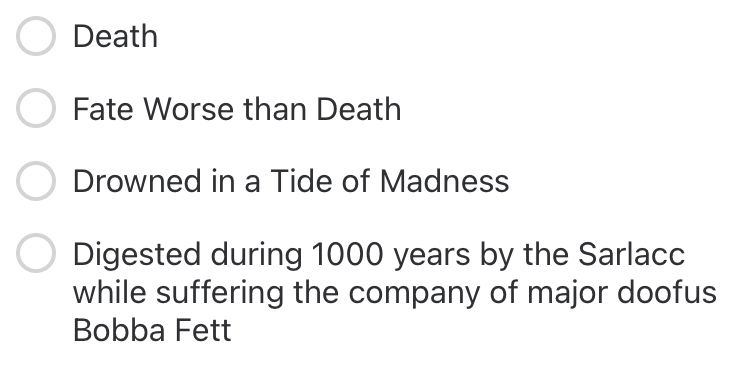 Death
Fate Worse than Death
Drowned in a Tide of Madness
Digested during 1000 years by the Sarlacc
while suffering the company of major doofus
Bobba Fett